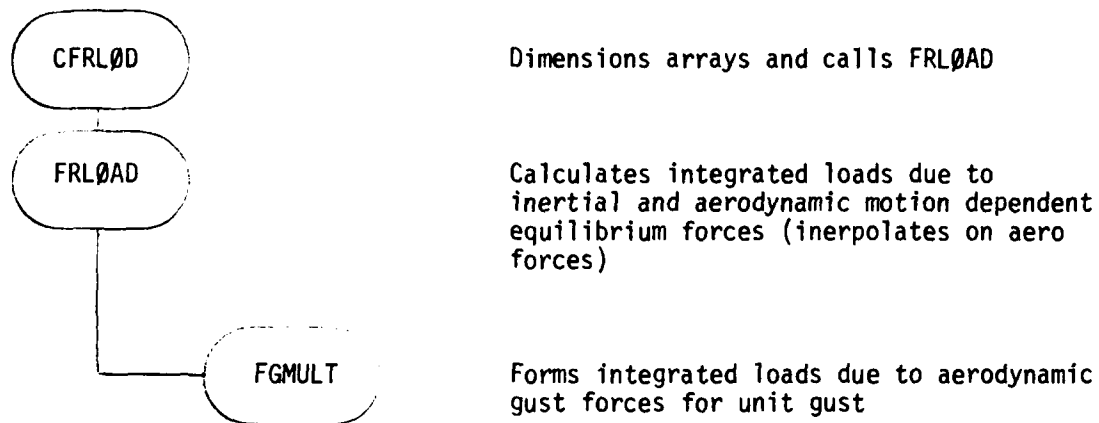 CFRLØD
Dimensions arrays and calls FRLØAD
FRLØAD
Calculates integrated loads due to
inertial and aerodynamic motion dependent
equilibrium forces (inerpolates on aero
forces)
FGMULT
Forms integrated loads due to aerodynamic
gust forces for unit gust